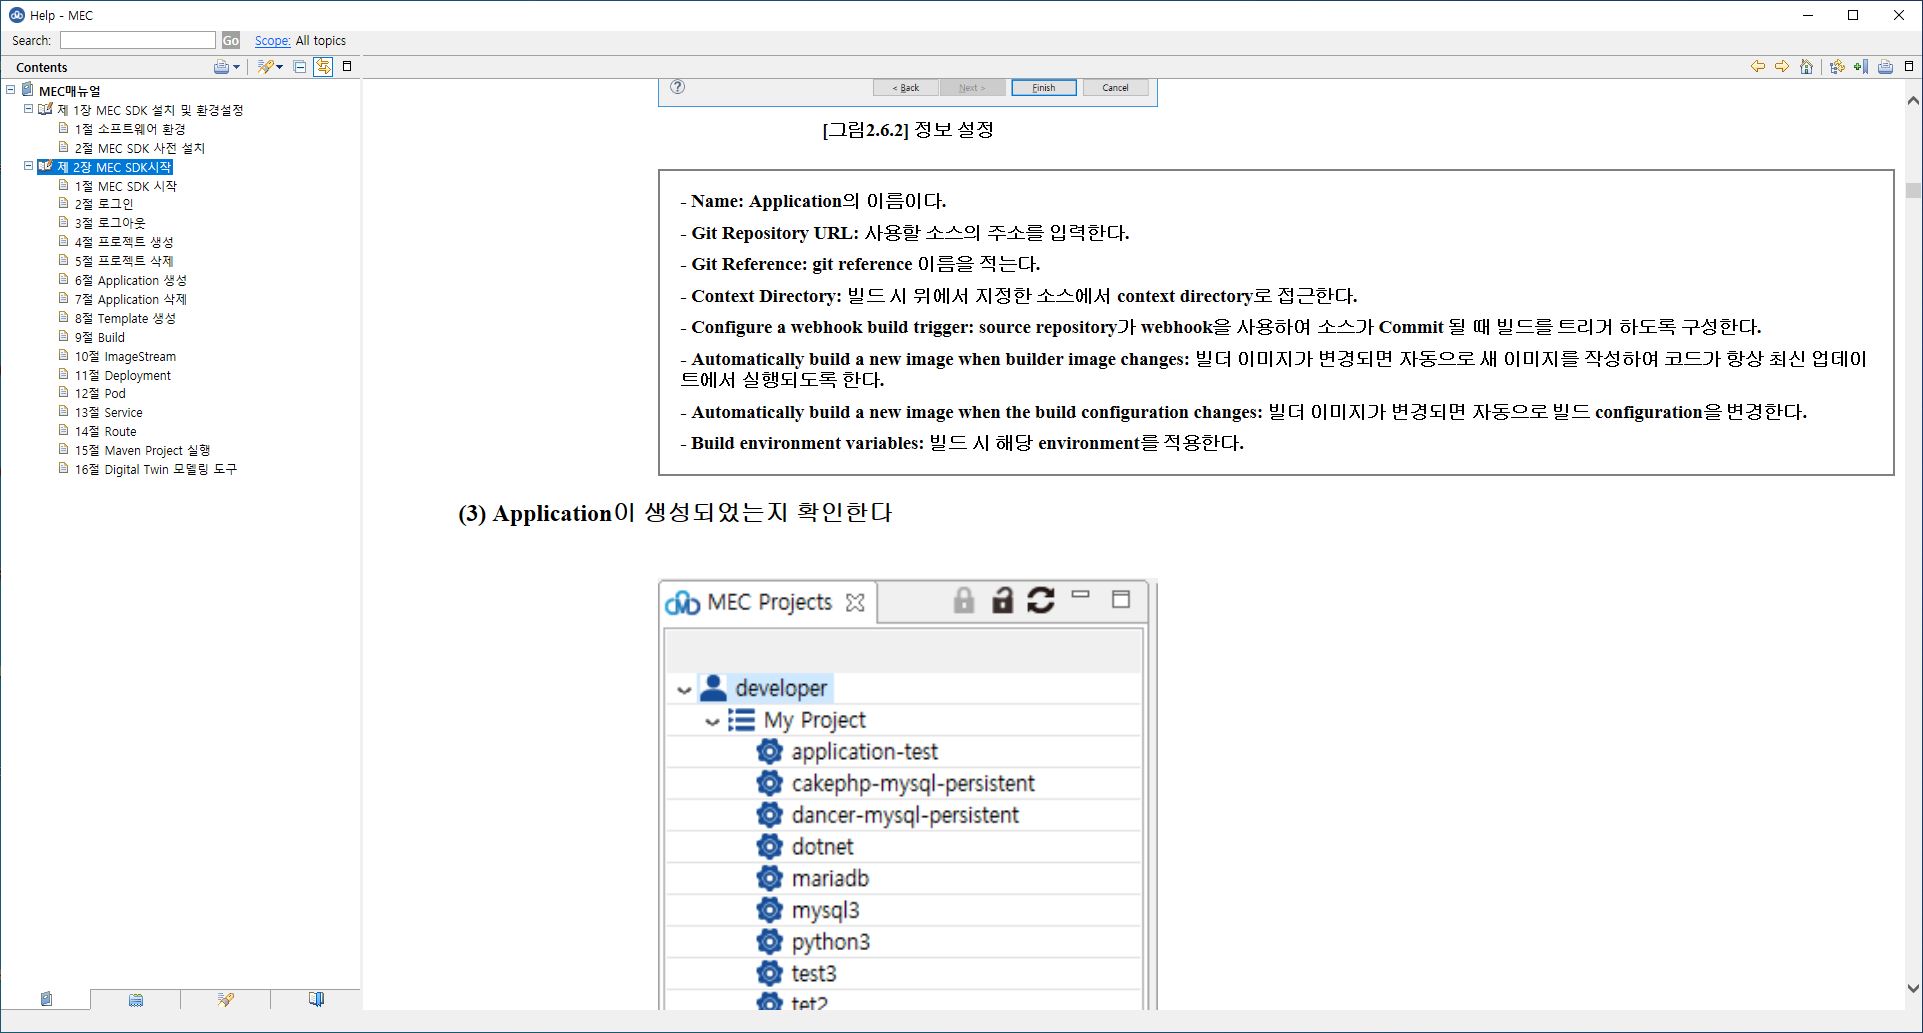 Help - MEC
Search:
Go
Scope: All topics
Contents
MEC매뉴얼
제 1장 MEC SDK 설치 및 환경설정
1절 소프트웨어 환경
2절 MEC SDK 사전 설치
제 2장 MEC SDK시작
1절 MEC SDK 시작
2절 로그인
3절 로그아웃
4절 프로젝트 생성
5절 프로젝트 삭제
6절 Application 생성
7절 Application 삭제
8절 Template 생성
9절 Build
10절 ImageStream
11절 Deployment
12절 Pod
13절 Service
14절 Route
15절 Maven Project 실행
16절 Digital Twin 모델링 도구
< Back
Next >
Finish
Cancel
[그림2.6.2] 정보 설정
- Name: Application의 이름이다.
- Git Repository URL: 사용할 소스의 주소를 입력한다.
- Git Reference: git reference 이름을 적는다.
- Context Directory: 빌드 시 위에서 지정한 소스에서 context directory로 접근한다.
- Configure a webhook build trigger: source repository가 webhook을 사용하여 소스가 Commit 될 때 빌드를 트리거 하도록 구성한다.
- Automatically build a new image when builder image changes: 빌더 이미지가 변경되면 자동으로 새 이미지를 작성하여 코드가 항상 최신 업데이
트에서 실행되도록 한다.
- Automatically build a new image when the build configuration changes: 빌더 이미지가 변경되면 자동으로 빌드 configuration을 변경한다.
- Build environment variables: 빌드 시 해당 environment를 적용한다.
(3) Application이 생성되었는지 확인한다
MEC Projects
developer
My Project
application-test
cakephp-mysql-persistent
dancer-mysql-persistent
dotnet
mariadb
mysql3
python3
test3
tet2